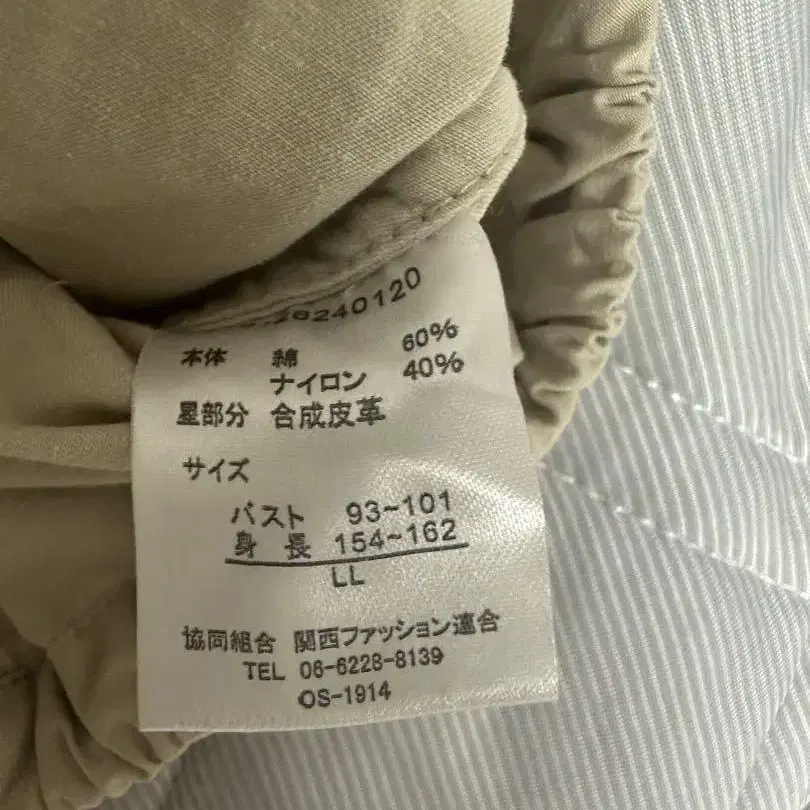 26240120
本体 綿 60%
ナイロン 40%
星部分 合成皮革
サイズ
バスト 93~101
身長 154~162
LL
協同組合 関西ファッション連合
TEL 06-6228-8139
OS-1914